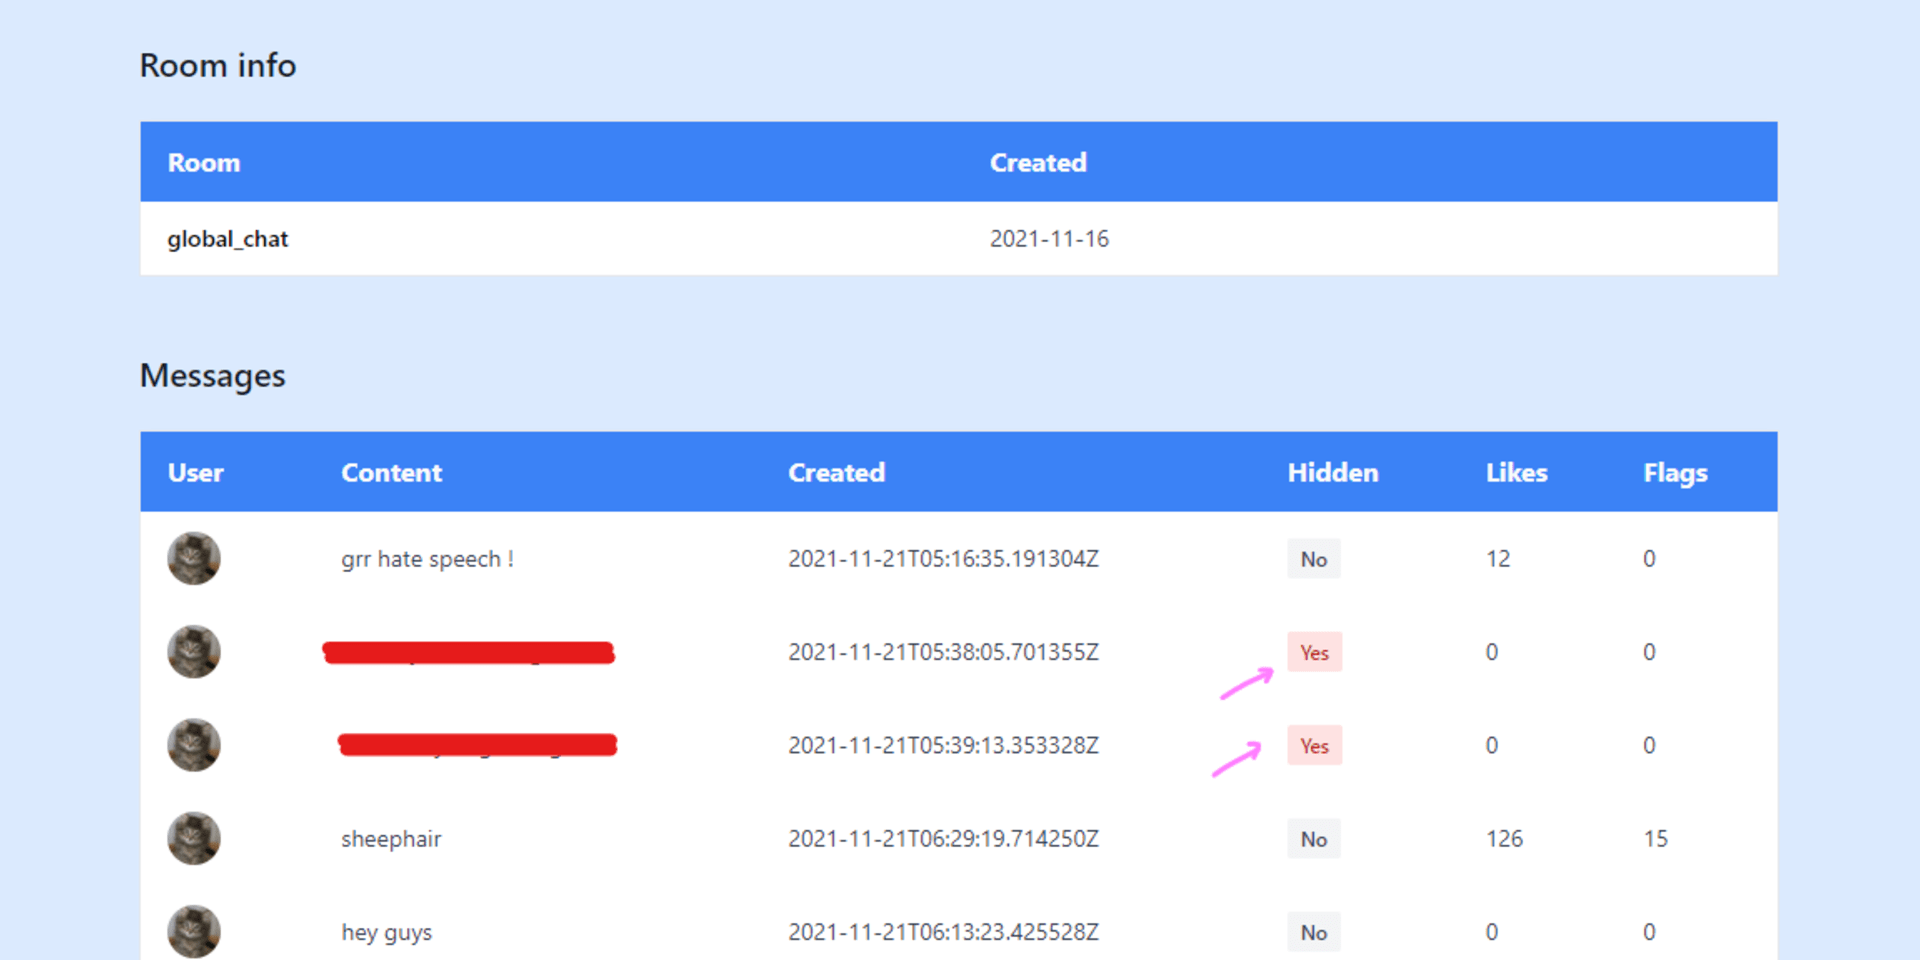 Room info
Room Created
global_chat 2021-11-16
Messages
User Content Created Hidden Likes Flags
grr hate speech ! 2021-11-21T05:16:35.191304Z No 12 0
2021-11-21T05:38:05.701355Z Yes 0 0
2021-11-21T05:39:13.353328Z Yes 0 0
sheephair 2021-11-21T06:29:19.714250Z No 126 15
hey guys 2021-11-21T06:13:23.425528Z No 0 0